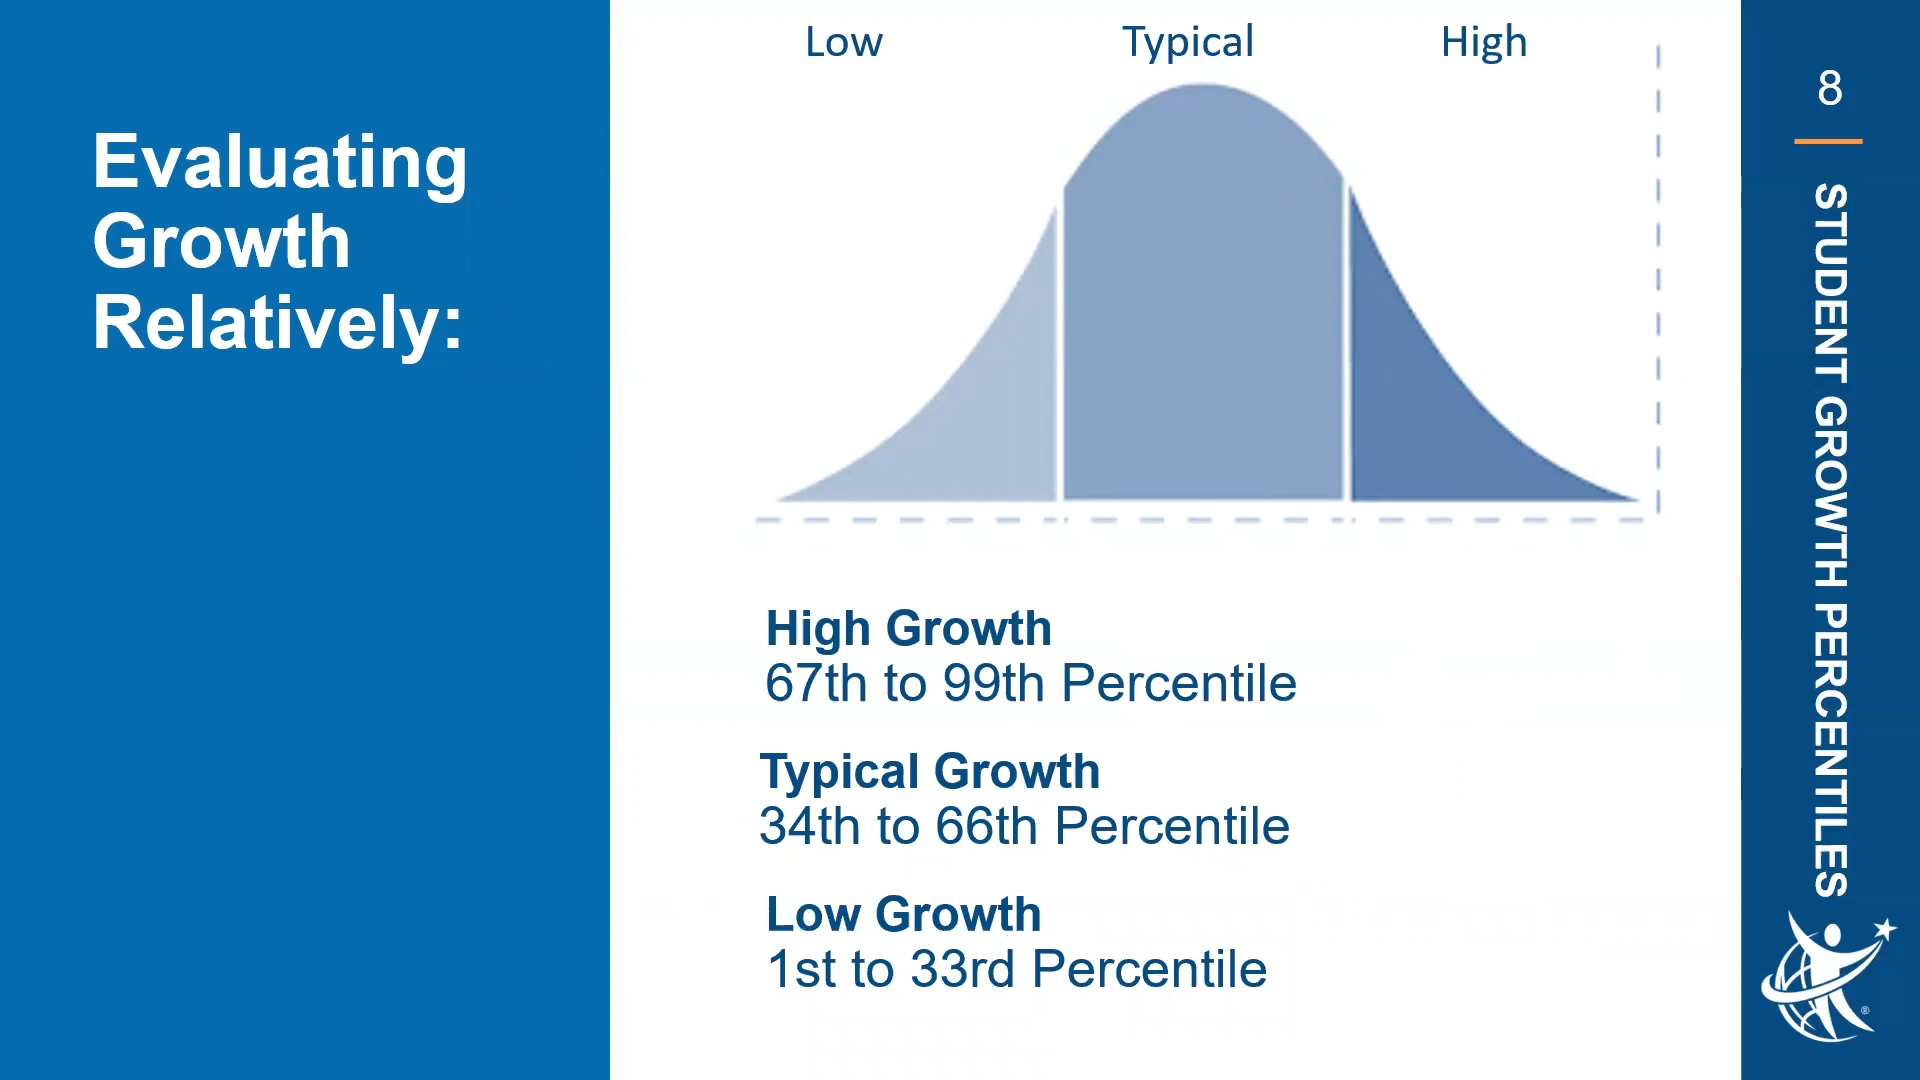 Evaluating
Growth
Relatively:
Low
Typical
High
High Growth
67th to 99th Percentile
Typical Growth
34th to 66th Percentile
Low Growth
1st to 33rd Percentile
8
STUDENT GROWTH PERCENTILES
®